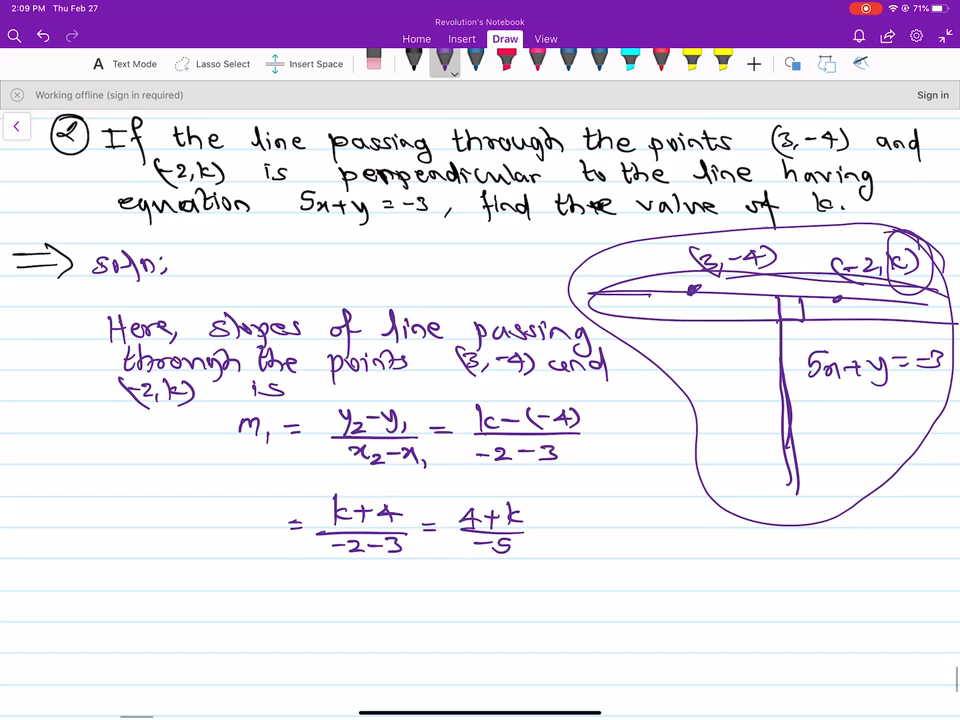 2:09 PM Thu Feb 27
71%
Revolution's Notebook
Home Insert Draw View
A Text Mode Lasso Select Insert Space
Working offline (sign in required) Sign in
② If the line passing through the points (3,-4) and
(-2,k) is perpendicular to the line having
equation 5x+y=-3, find the value of k.
⇒ soln;
(3,-4) (-2,k)
5x+y=-3
Here, slopes of line passing
through the points (3,-4) and
(-2,k) is
m₁ = (y₂-y₁)/(x₂-x₁) = (k-(-4))/(-2-3)
= (k+4)/(-2-3) = (4+k)/(-5)